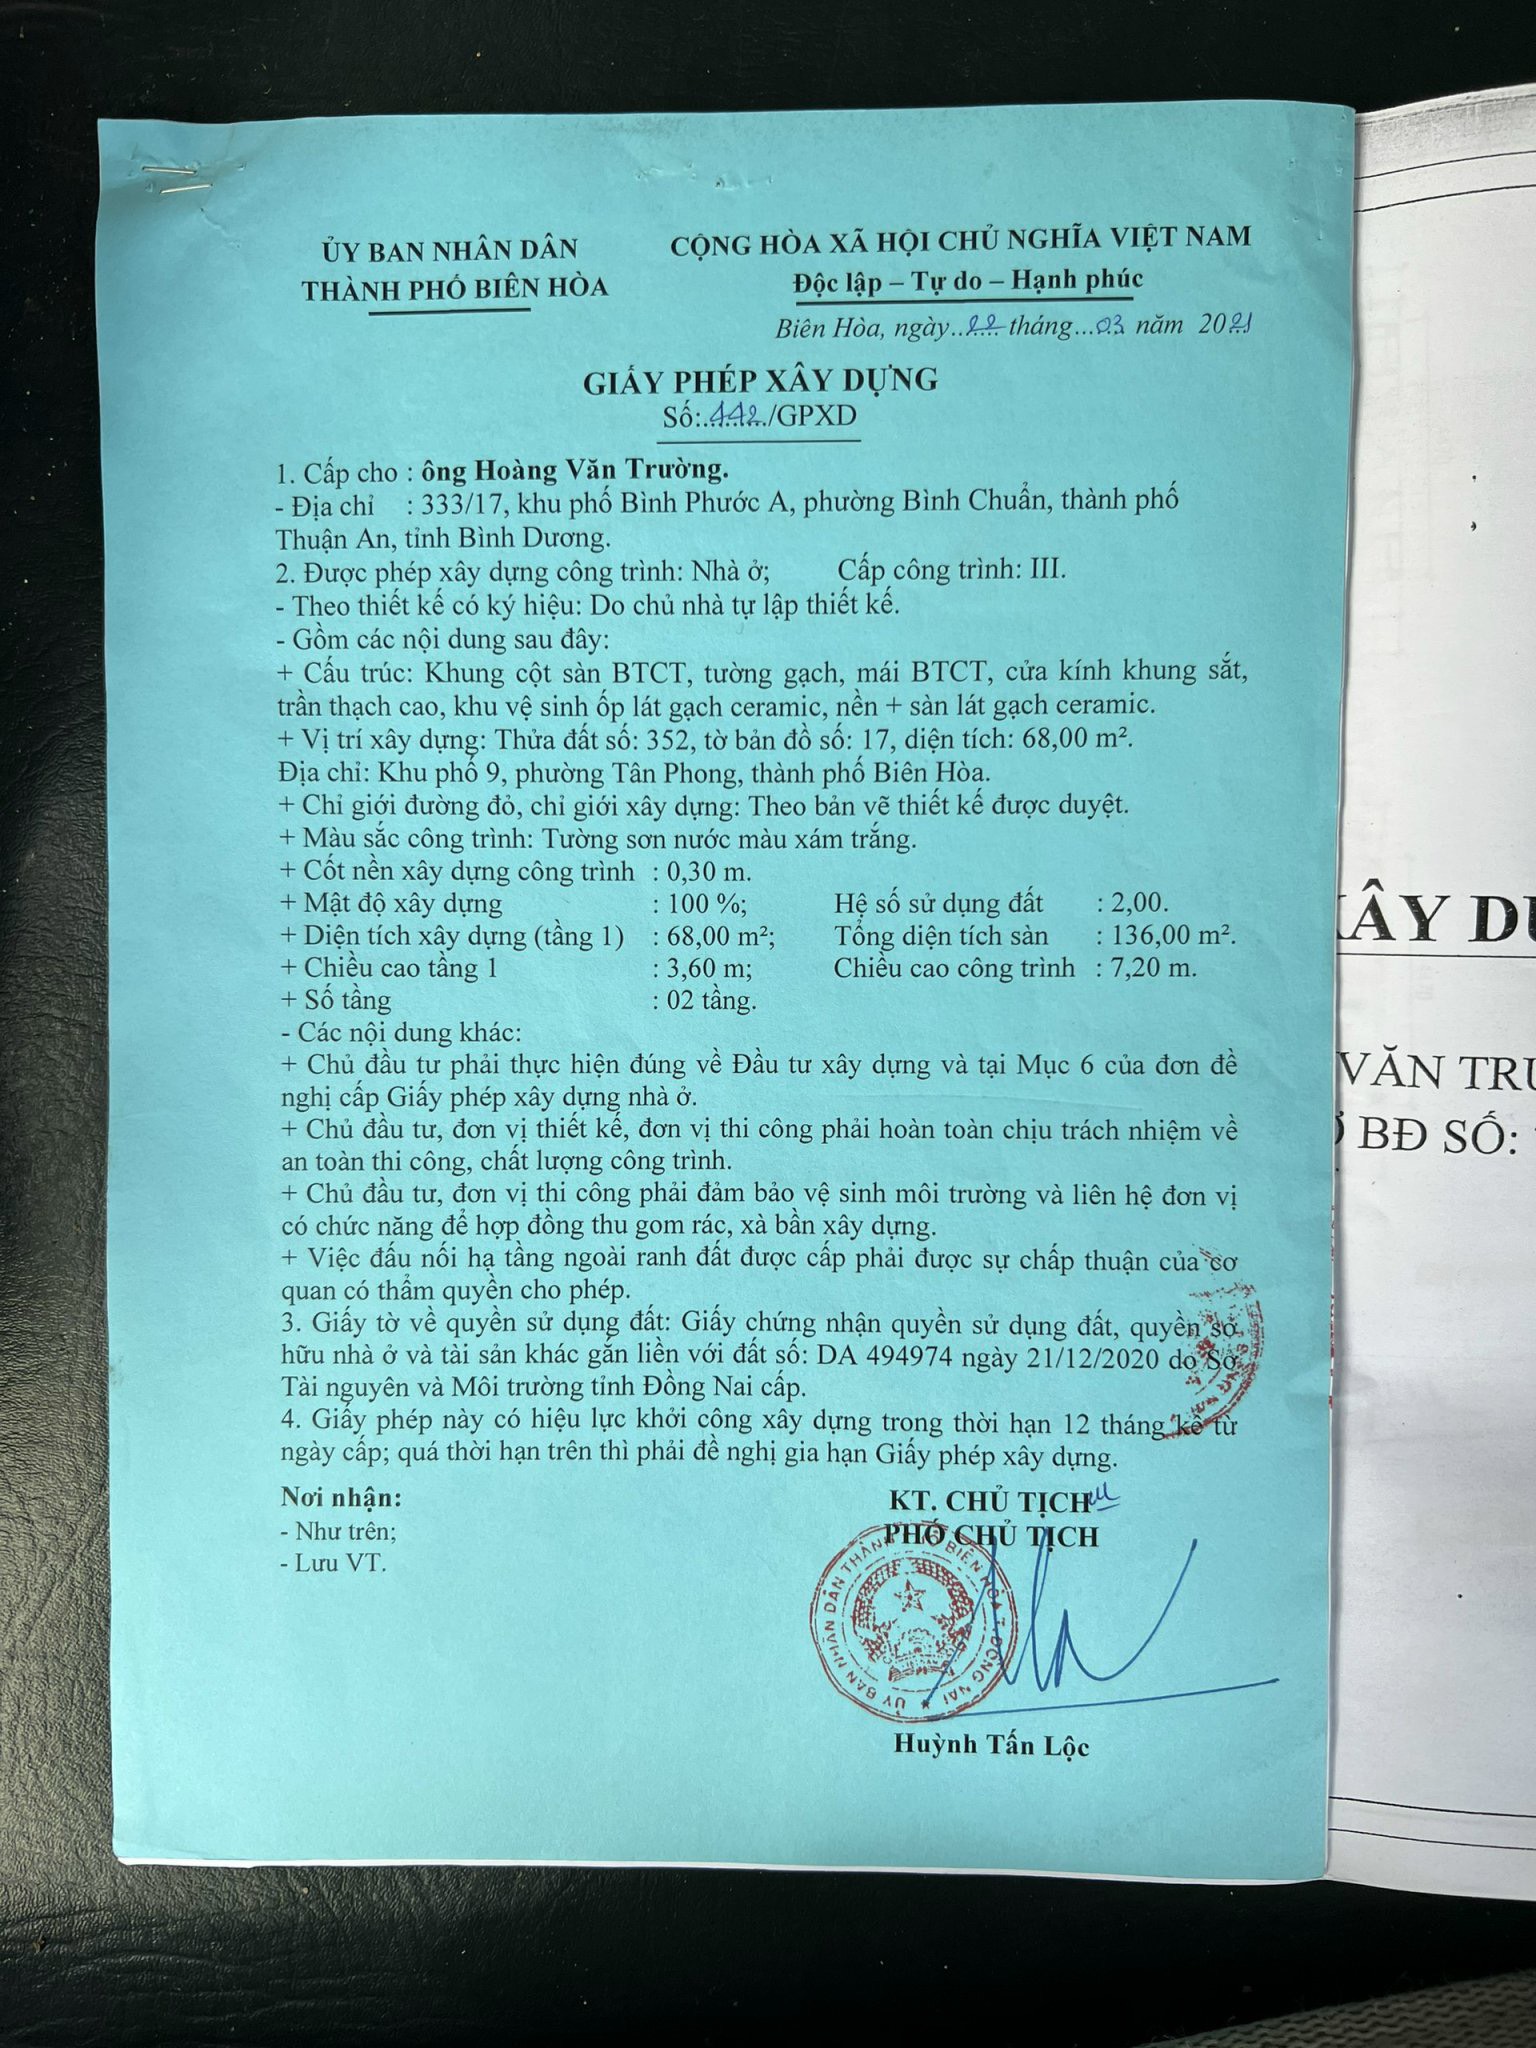 ỦY BAN NHÂN DÂN
THÀNH PHỐ BIÊN HÒA
CỘNG HÒA XÃ HỘI CHỦ NGHĨA VIỆT NAM
Độc lập – Tự do – Hạnh phúc
Biên Hòa, ngày..22.. tháng...03 năm 2021
GIẤY PHÉP XÂY DỰNG
Số:..442../GPXD
1. Cấp cho : ông Hoàng Văn Trường.
- Địa chỉ : 333/17, khu phố Bình Phước A, phường Bình Chuẩn, thành phố
Thuận An, tỉnh Bình Dương.
2. Được phép xây dựng công trình: Nhà ở; Cấp công trình: III.
- Theo thiết kế có ký hiệu: Do chủ nhà tự lập thiết kế.
- Gồm các nội dung sau đây:
+ Cấu trúc: Khung cột sàn BTCT, tường gạch, mái BTCT, cửa kính khung sắt,
trần thạch cao, khu vệ sinh ốp lát gạch ceramic, nền + sàn lát gạch ceramic.
+ Vị trí xây dựng: Thửa đất số: 352, tờ bản đồ số: 17, diện tích: 68,00 m².
Địa chỉ: Khu phố 9, phường Tân Phong, thành phố Biên Hòa.
+ Chỉ giới đường đỏ, chỉ giới xây dựng: Theo bản vẽ thiết kế được duyệt.
+ Màu sắc công trình: Tường sơn nước màu xám trắng.
+ Cốt nền xây dựng công trình : 0,30 m.
+ Mật độ xây dựng : 100 %; Hệ số sử dụng đất : 2,00.
+ Diện tích xây dựng (tầng 1) : 68,00 m²; Tổng diện tích sàn : 136,00 m².
+ Chiều cao tầng 1 : 3,60 m; Chiều cao công trình : 7,20 m.
+ Số tầng : 02 tầng.
- Các nội dung khác:
+ Chủ đầu tư phải thực hiện đúng về Đầu tư xây dựng và tại Mục 6 của đơn đề
nghị cấp Giấy phép xây dựng nhà ở.
+ Chủ đầu tư, đơn vị thiết kế, đơn vị thi công phải hoàn toàn chịu trách nhiệm về
an toàn thi công, chất lượng công trình.
+ Chủ đầu tư, đơn vị thi công phải đảm bảo vệ sinh môi trường và liên hệ đơn vị
có chức năng để hợp đồng thu gom rác, xà bần xây dựng.
+ Việc đấu nối hạ tầng ngoài ranh đất được cấp phải được sự chấp thuận của cơ
quan có thẩm quyền cho phép.
3. Giấy tờ về quyền sử dụng đất: Giấy chứng nhận quyền sử dụng đất, quyền sở
hữu nhà ở và tài sản khác gắn liền với đất số: DA 494974 ngày 21/12/2020 do Sở
Tài nguyên và Môi trường tỉnh Đồng Nai cấp.
4. Giấy phép này có hiệu lực khởi công xây dựng trong thời hạn 12 tháng kể từ
ngày cấp; quá thời hạn trên thì phải đề nghị gia hạn Giấy phép xây dựng.
Nơi nhận:
- Như trên;
- Lưu VT.
KT. CHỦ TỊCH
PHÓ CHỦ TỊCH
ỦY BAN NHÂN DÂN THÀNH PHỐ BIÊN HÒA T. ĐỒNG NAI
Huỳnh Tấn Lộc
XÂY DỰ
VĂN TRƯ
BĐ SỐ: